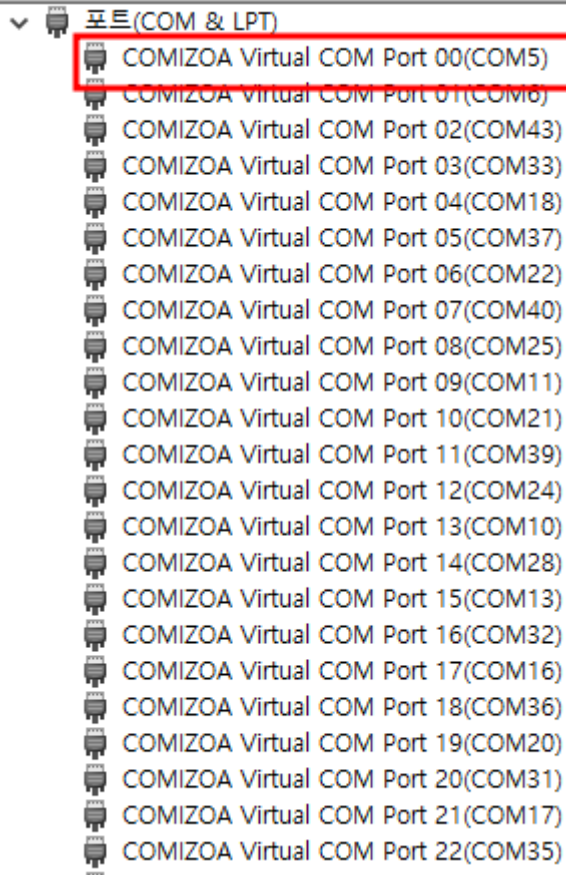 포트(COM & LPT)
COMIZOA Virtual COM Port 00(COM5)
COMIZOA Virtual COM Port 01(COM6)
COMIZOA Virtual COM Port 02(COM43)
COMIZOA Virtual COM Port 03(COM33)
COMIZOA Virtual COM Port 04(COM18)
COMIZOA Virtual COM Port 05(COM37)
COMIZOA Virtual COM Port 06(COM22)
COMIZOA Virtual COM Port 07(COM40)
COMIZOA Virtual COM Port 08(COM25)
COMIZOA Virtual COM Port 09(COM11)
COMIZOA Virtual COM Port 10(COM21)
COMIZOA Virtual COM Port 11(COM39)
COMIZOA Virtual COM Port 12(COM24)
COMIZOA Virtual COM Port 13(COM10)
COMIZOA Virtual COM Port 14(COM28)
COMIZOA Virtual COM Port 15(COM13)
COMIZOA Virtual COM Port 16(COM32)
COMIZOA Virtual COM Port 17(COM16)
COMIZOA Virtual COM Port 18(COM36)
COMIZOA Virtual COM Port 19(COM20)
COMIZOA Virtual COM Port 20(COM31)
COMIZOA Virtual COM Port 21(COM17)
COMIZOA Virtual COM Port 22(COM35)